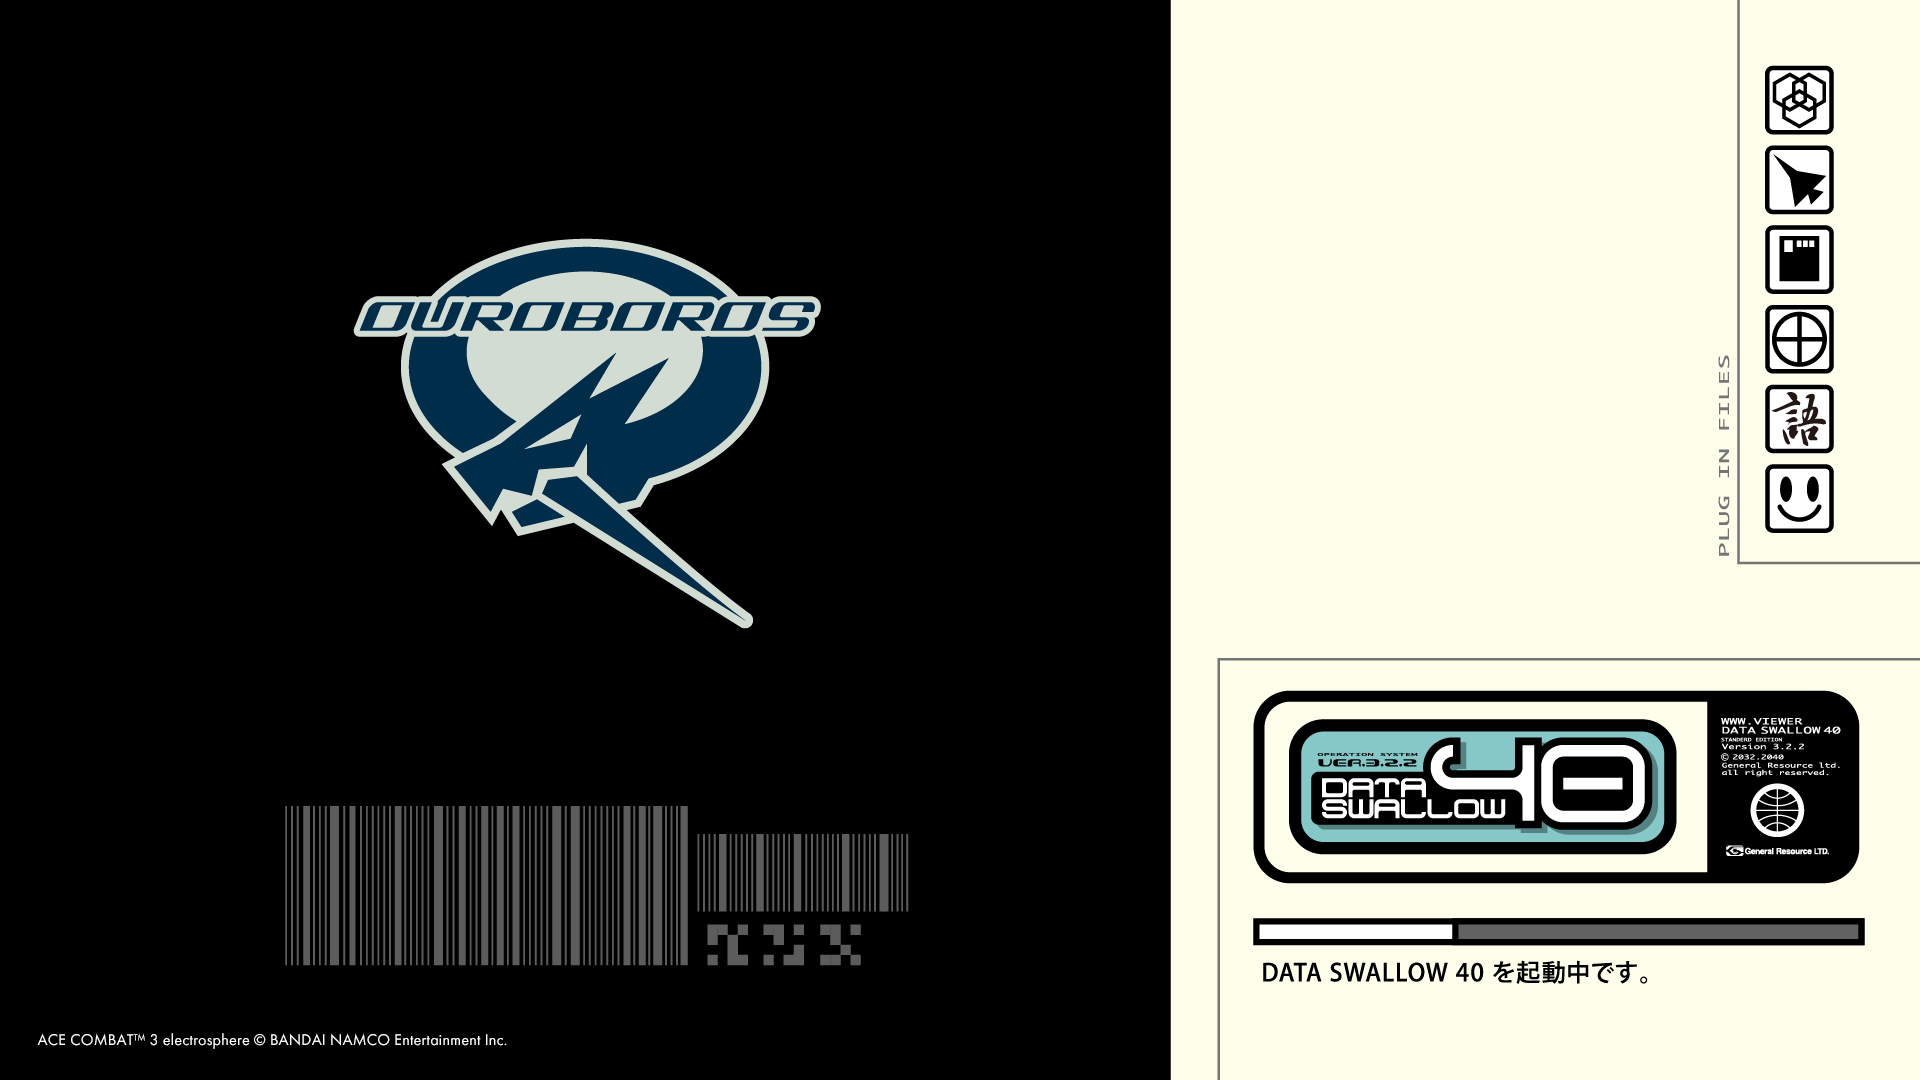 OUROBOROS
ACE COMBAT™ 3 electrosphere © BANDAI NAMCO Entertainment Inc.
PLUG IN FILES
語
OPERATION SYSTEM
VER.3.2.2
DATA
SWALLOW
40
WWW.VIEWER
DATA SWALLOW 40
STANDERD EDITION
Version 3.2.2
© 2032.2040
General Resource ltd.
all right reserved.
General Resource LTD.
DATA SWALLOW 40 を起動中です。